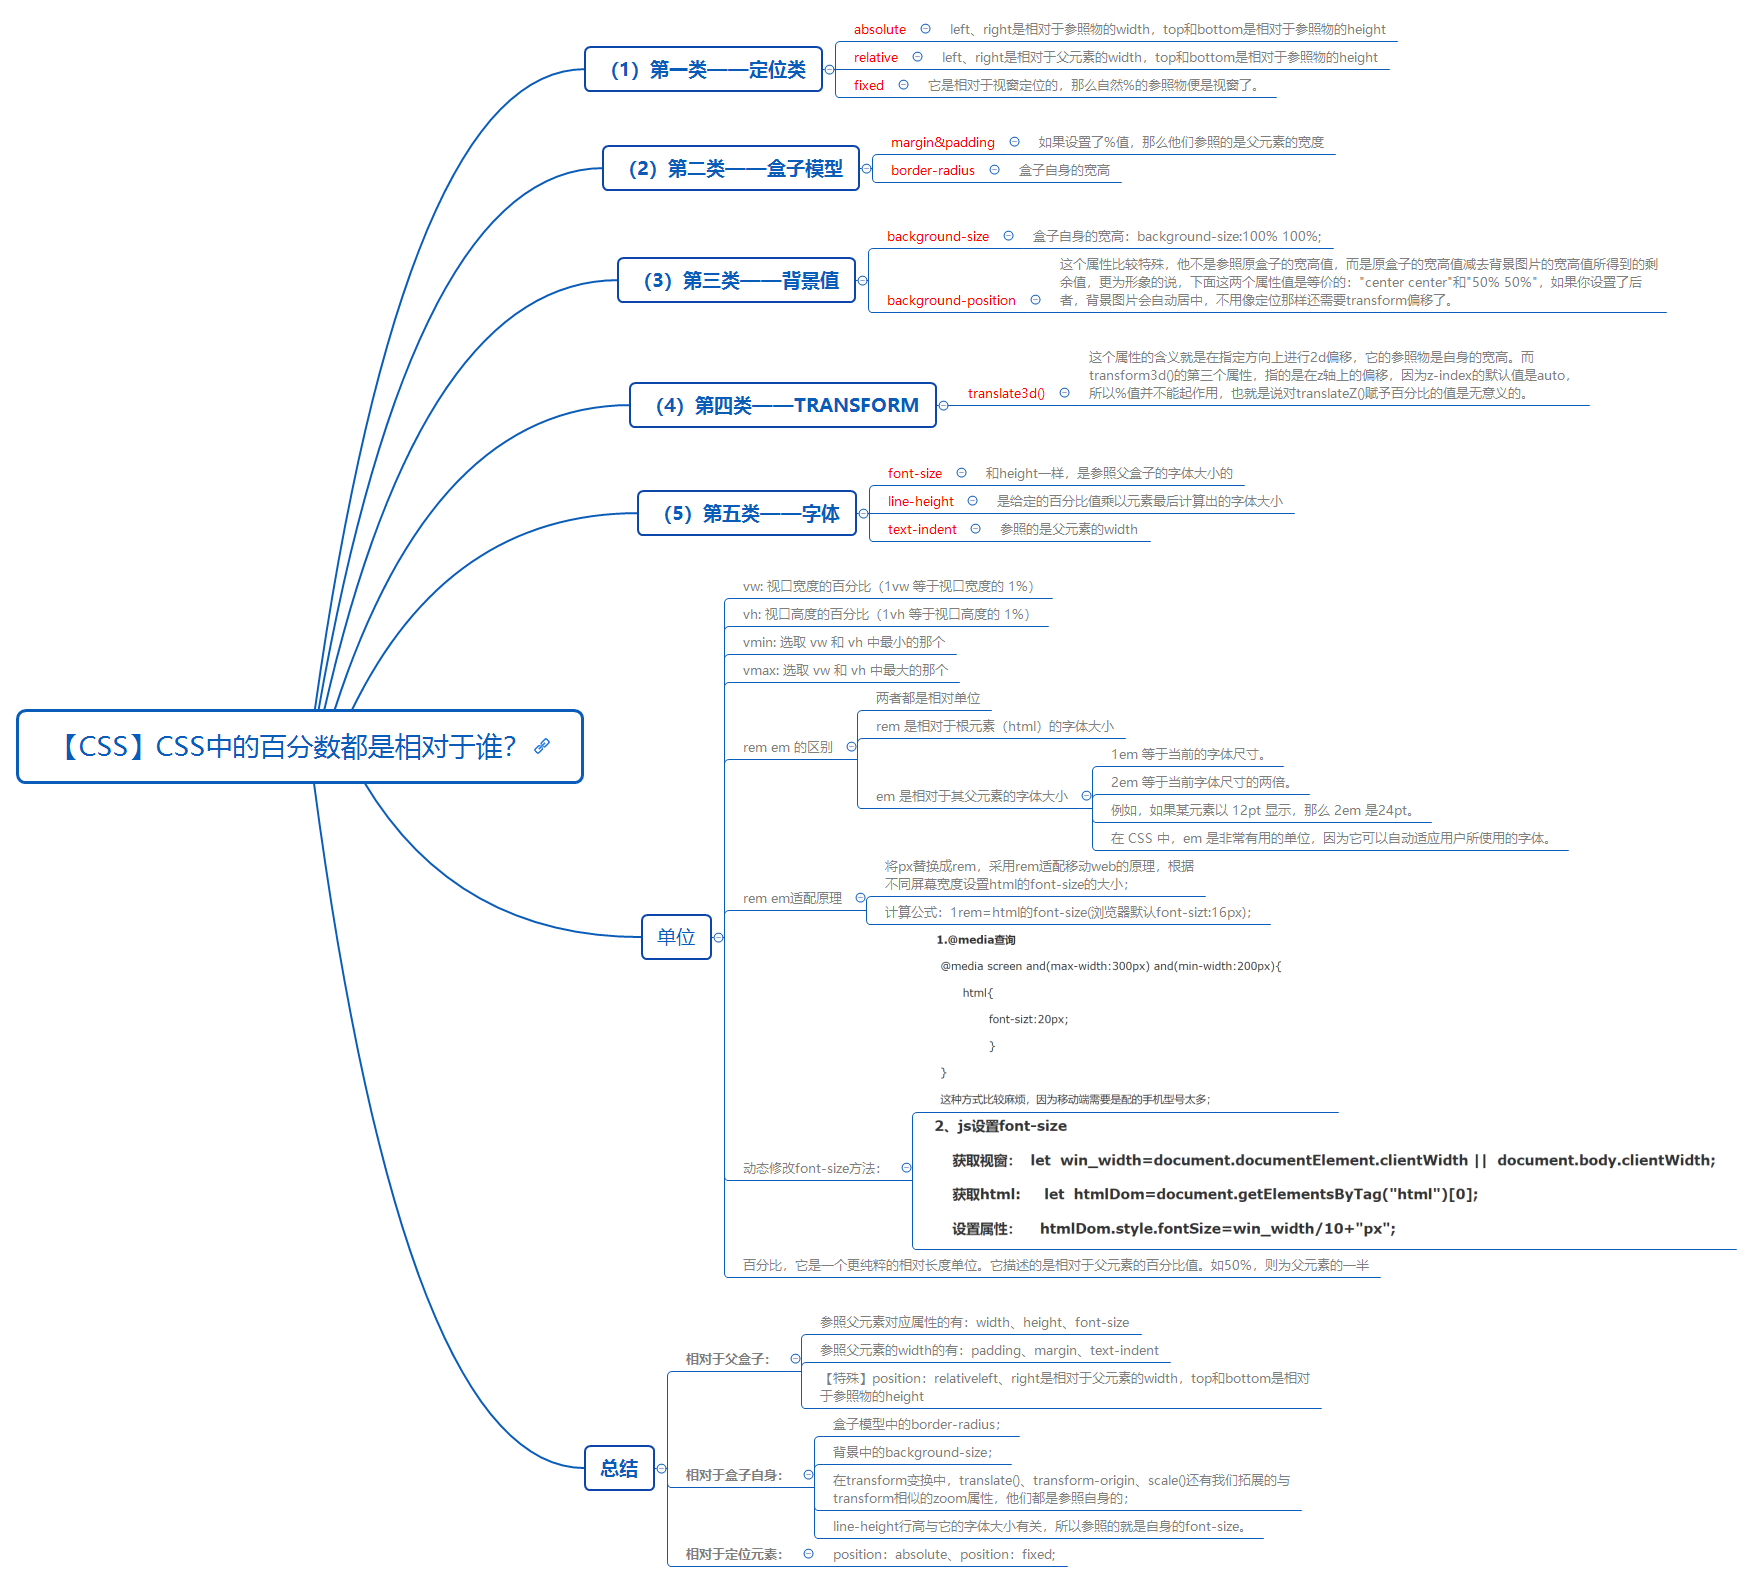 【CSS】CSS中的百分数都是相对于谁？
（1）第一类——定位类
absolute
left、right是相对于参照物的width，top和bottom是相对于参照物的height
relative
left、right是相对于父元素的width，top和bottom是相对于参照物的height
fixed
它是相对于视窗定位的，那么自然%的参照物便是视窗了。
（2）第二类——盒子模型
margin&padding
如果设置了%值，那么他们参照的是父元素的宽度
border-radius
盒子自身的宽高
（3）第三类——背景值
background-size
盒子自身的宽高：background-size:100% 100%;
background-position
这个属性比较特殊，他不是参照原盒子的宽高值，而是原盒子的宽高值减去背景图片的宽高值所得到的剩
余值，更为形象的说，下面这两个属性值是等价的："center center"和"50% 50%"，如果你设置了后
者，背景图片会自动居中，不用像定位那样还需要transform偏移了。
（4）第四类——TRANSFORM
translate3d()
这个属性的含义就是在指定方向上进行2d偏移，它的参照物是自身的宽高。而
transform3d()的第三个属性，指的是在z轴上的偏移，因为z-index的默认值是auto，
所以%值并不能起作用，也就是说对translateZ()赋予百分比的值是无意义的。
（5）第五类——字体
font-size
和height一样，是参照父盒子的字体大小的
line-height
是给定的百分比值乘以元素最后计算出的字体大小
text-indent
参照的是父元素的width
单位
vw: 视口宽度的百分比（1vw 等于视口宽度的 1%）
vh: 视口高度的百分比（1vh 等于视口高度的 1%）
vmin: 选取 vw 和 vh 中最小的那个
vmax: 选取 vw 和 vh 中最大的那个
rem em 的区别
两者都是相对单位
rem 是相对于根元素（html）的字体大小
em 是相对于其父元素的字体大小
1em 等于当前的字体尺寸。
2em 等于当前字体尺寸的两倍。
例如，如果某元素以 12pt 显示，那么 2em 是24pt。
在 CSS 中，em 是非常有用的单位，因为它可以自动适应用户所使用的字体。
rem em适配原理
将px替换成rem，采用rem适配移动web的原理，根据
不同屏幕宽度设置html的font-size的大小；
计算公式：1rem=html的font-size(浏览器默认font-sizt:16px)；
动态修改font-size方法：
1.@media查询
@media screen and(max-width:300px) and(min-width:200px){
html{
font-sizt:20px;
}
}
这种方式比较麻烦，因为移动端需要是配的手机型号太多；
2、js设置font-size
获取视窗： let win_width=document.documentElement.clientWidth || document.body.clientWidth;
获取html: let htmlDom=document.getElementsByTag("html")[0];
设置属性： htmlDom.style.fontSize=win_width/10+"px";
百分比，它是一个更纯粹的相对长度单位。它描述的是相对于父元素的百分比值。如50%，则为父元素的一半
总结
相对于父盒子：
参照父元素对应属性的有：width、height、font-size
参照父元素的width的有：padding、margin、text-indent
【特殊】position：relativeleft、right是相对于父元素的width，top和bottom是相对
于参照物的height
相对于盒子自身：
盒子模型中的border-radius；
背景中的background-size；
在transform变换中，translate()、transform-origin、scale()还有我们拓展的与
transform相似的zoom属性，他们都是参照自身的；
line-height行高与它的字体大小有关，所以参照的就是自身的font-size。
相对于定位元素：
position：absolute、position：fixed;